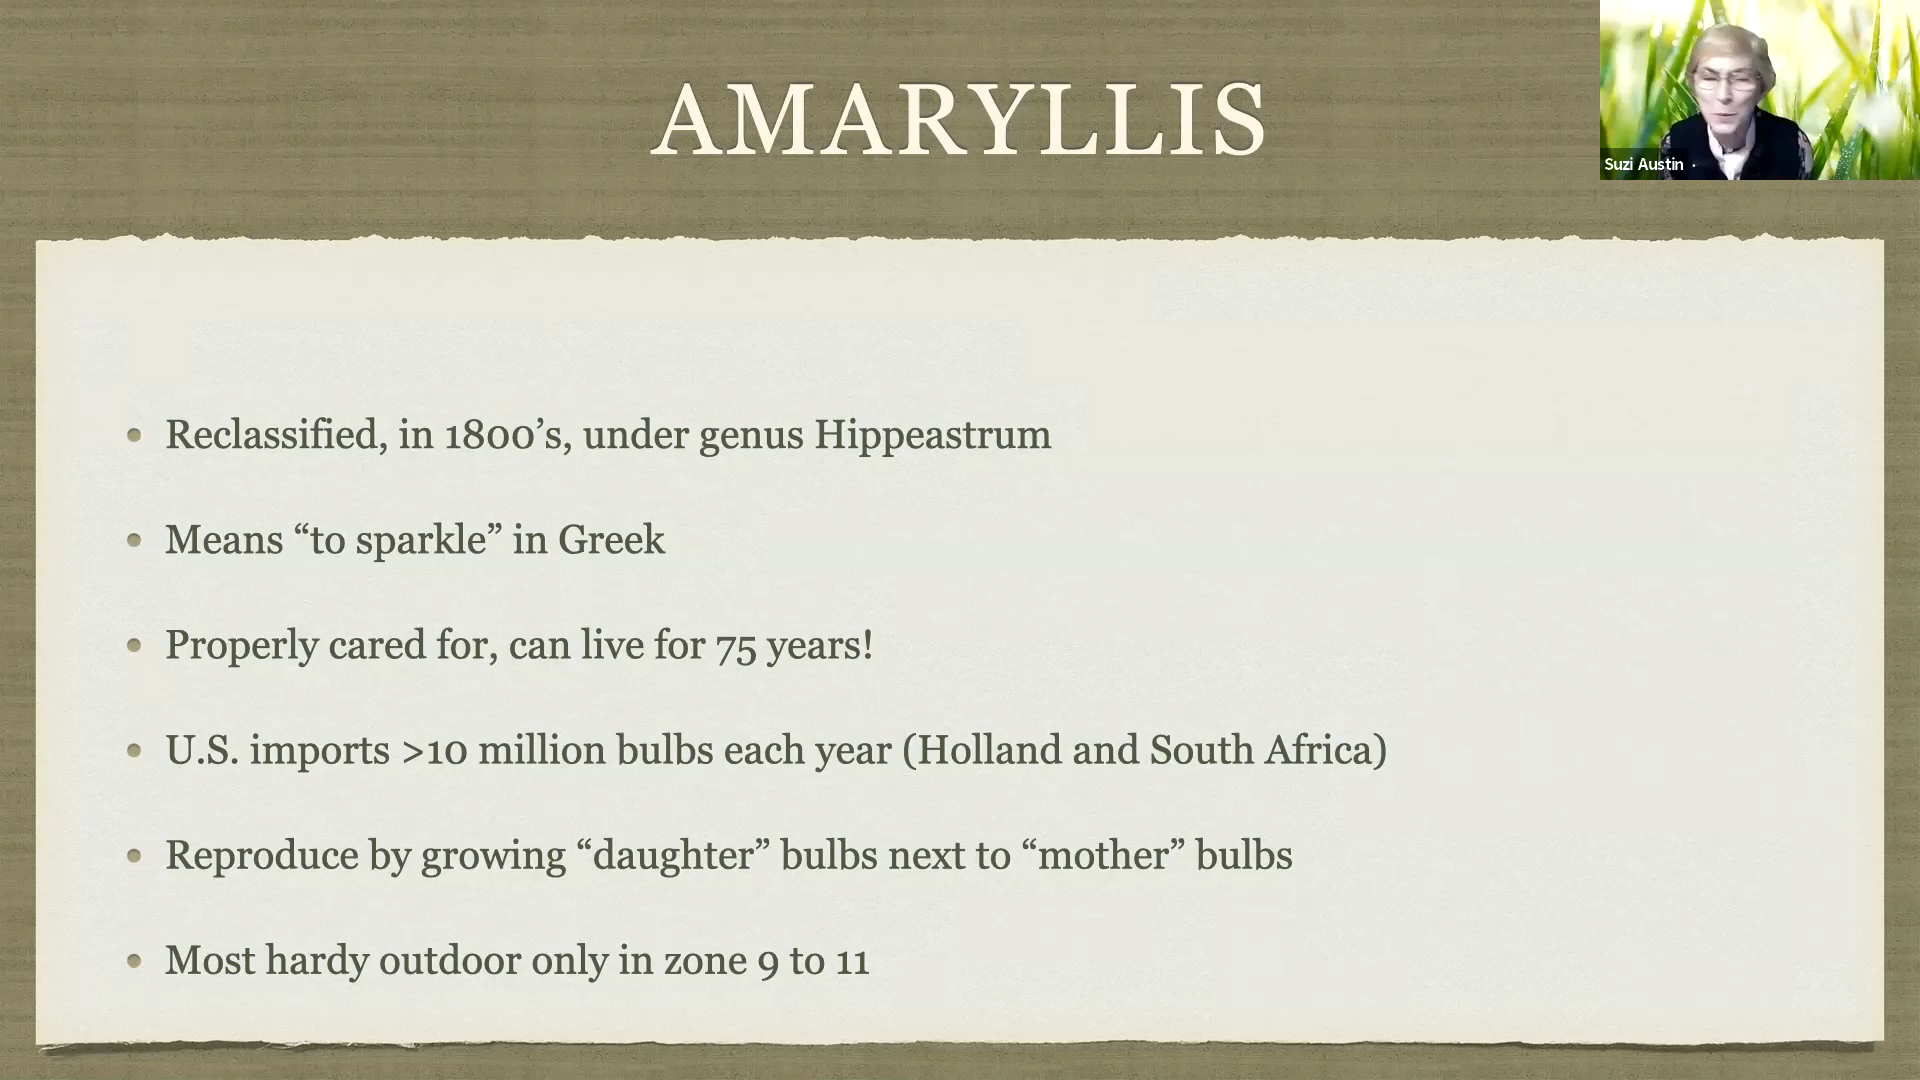 AMARYLLIS
Suzi Austin
• Reclassified, in 1800’s, under genus Hippeastrum
• Means “to sparkle” in Greek
• Properly cared for, can live for 75 years!
• U.S. imports >10 million bulbs each year (Holland and South Africa)
• Reproduce by growing “daughter” bulbs next to “mother” bulbs
• Most hardy outdoor only in zone 9 to 11